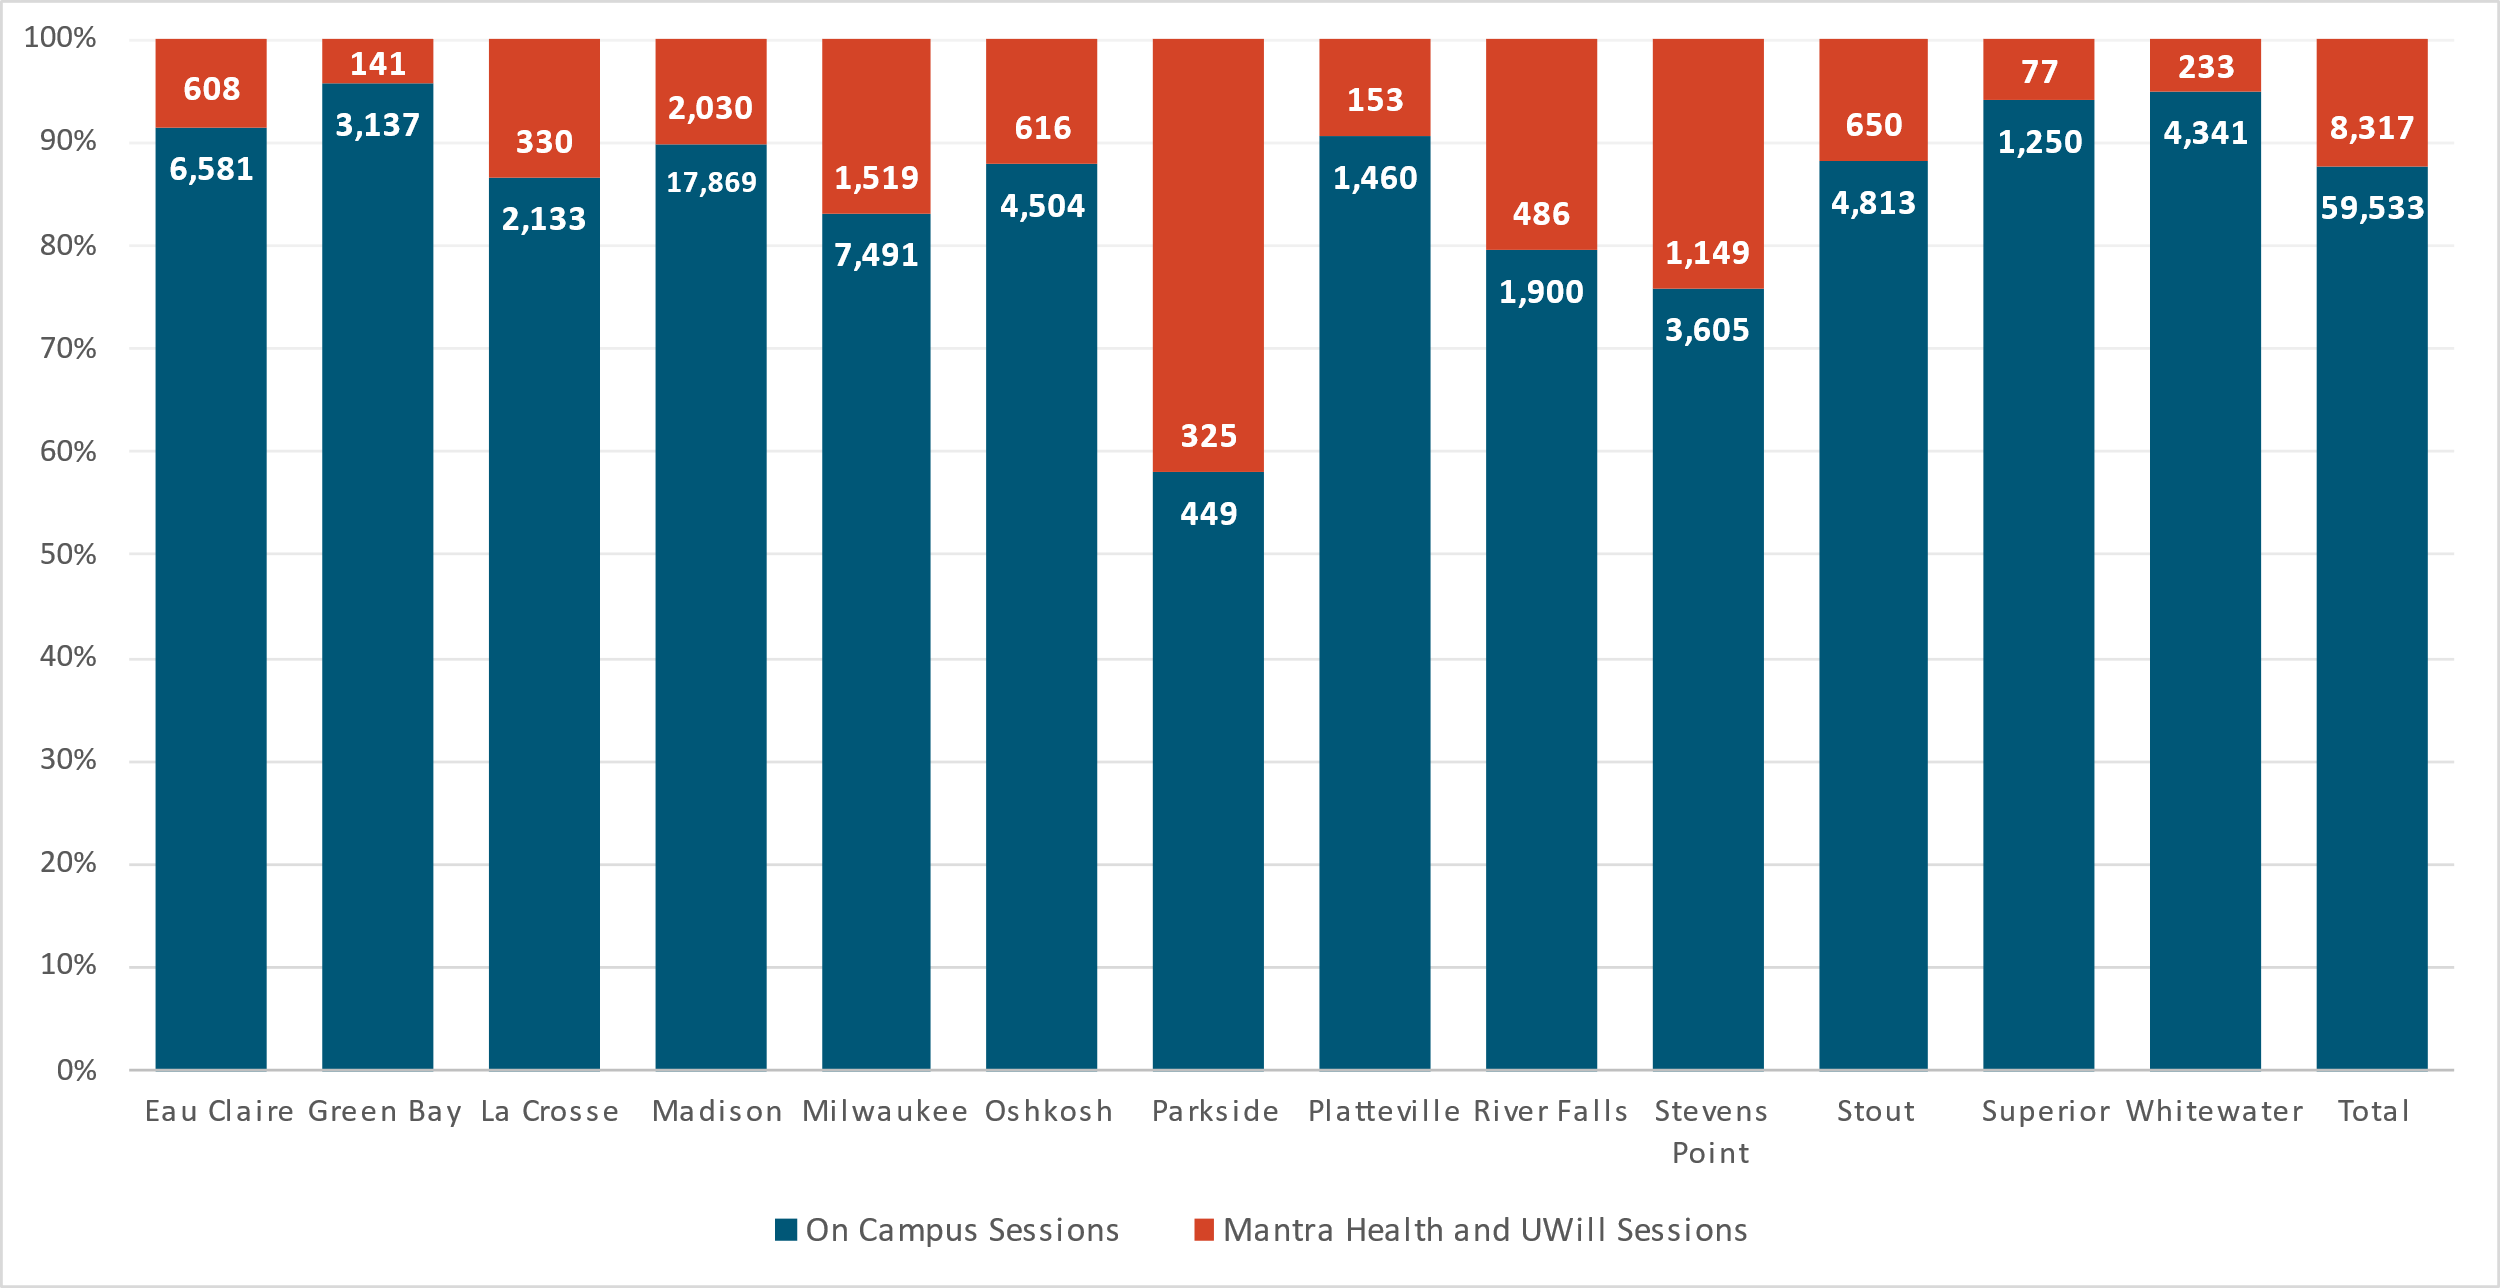 100%
90%
80%
70%
60%
50%
40%
30%
20%
10%
0%
608
6,581
141
3,137
330
2,133
2,030
17,869
1,519
7,491
616
4,504
325
449
153
1,460
486
1,900
1,149
3,605
650
4,813
77
1,250
233
4,341
8,317
59,533
Eau Claire
Green Bay
La Crosse
Madison
Milwaukee
Oshkosh
Parkside
Platteville
River Falls
Stevens
Point
Stout
Superior
Whitewater
Total
On Campus Sessions
Mantra Health and UWill Sessions